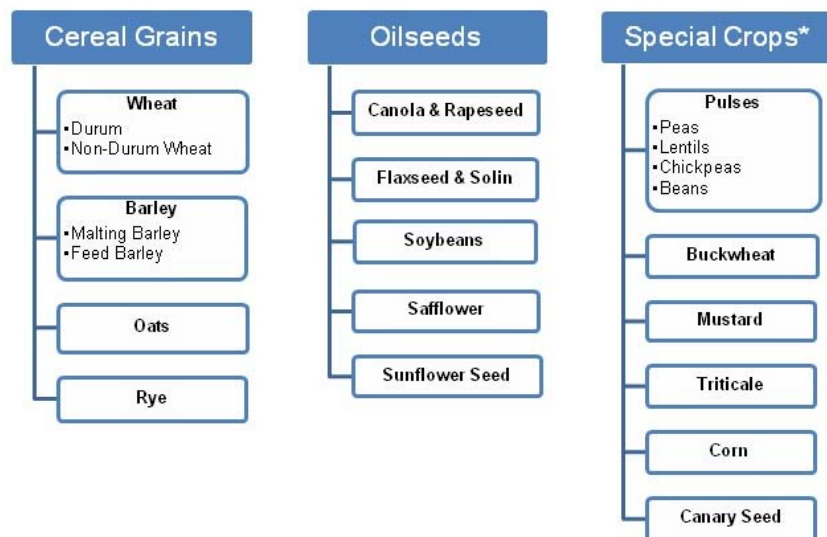 Cereal Grains
Wheat
▪Durum
▪Non-Durum Wheat
Barley
▪Malting Barley
▪Feed Barley
Oats
Rye
Oilseeds
Canola & Rapeseed
Flaxseed & Solin
Soybeans
Safflower
Sunflower Seed
Special Crops*
Pulses
▪Peas
▪Lentils
▪Chickpeas
▪Beans
Buckwheat
Mustard
Triticale
Corn
Canary Seed